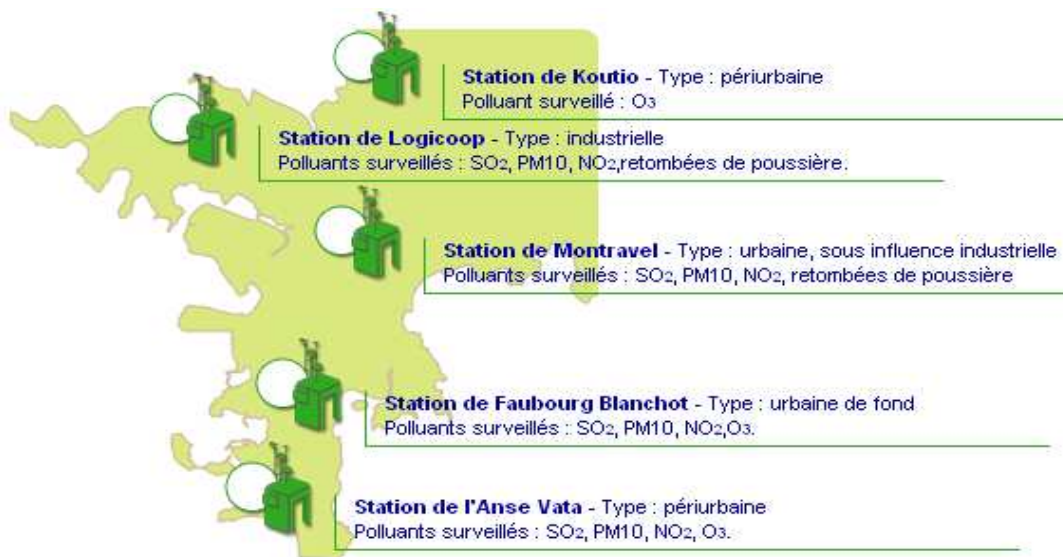 Station de Koutio - Type : périurbaine
Polluant surveillé : O3
Station de Logicoop - Type : industrielle
Polluants surveillés : SO2, PM10, NO2,retombées de poussière.
Station de Montravel - Type : urbaine, sous influence industrielle
Polluants surveillés : SO2, PM10, NO2, retombées de poussière
Station de Faubourg Blanchot - Type : urbaine de fond
Polluants surveillés : SO2, PM10, NO2,O3.
Station de l'Anse Vata - Type : périurbaine
Polluants surveillés : SO2, PM10, NO2, O3.